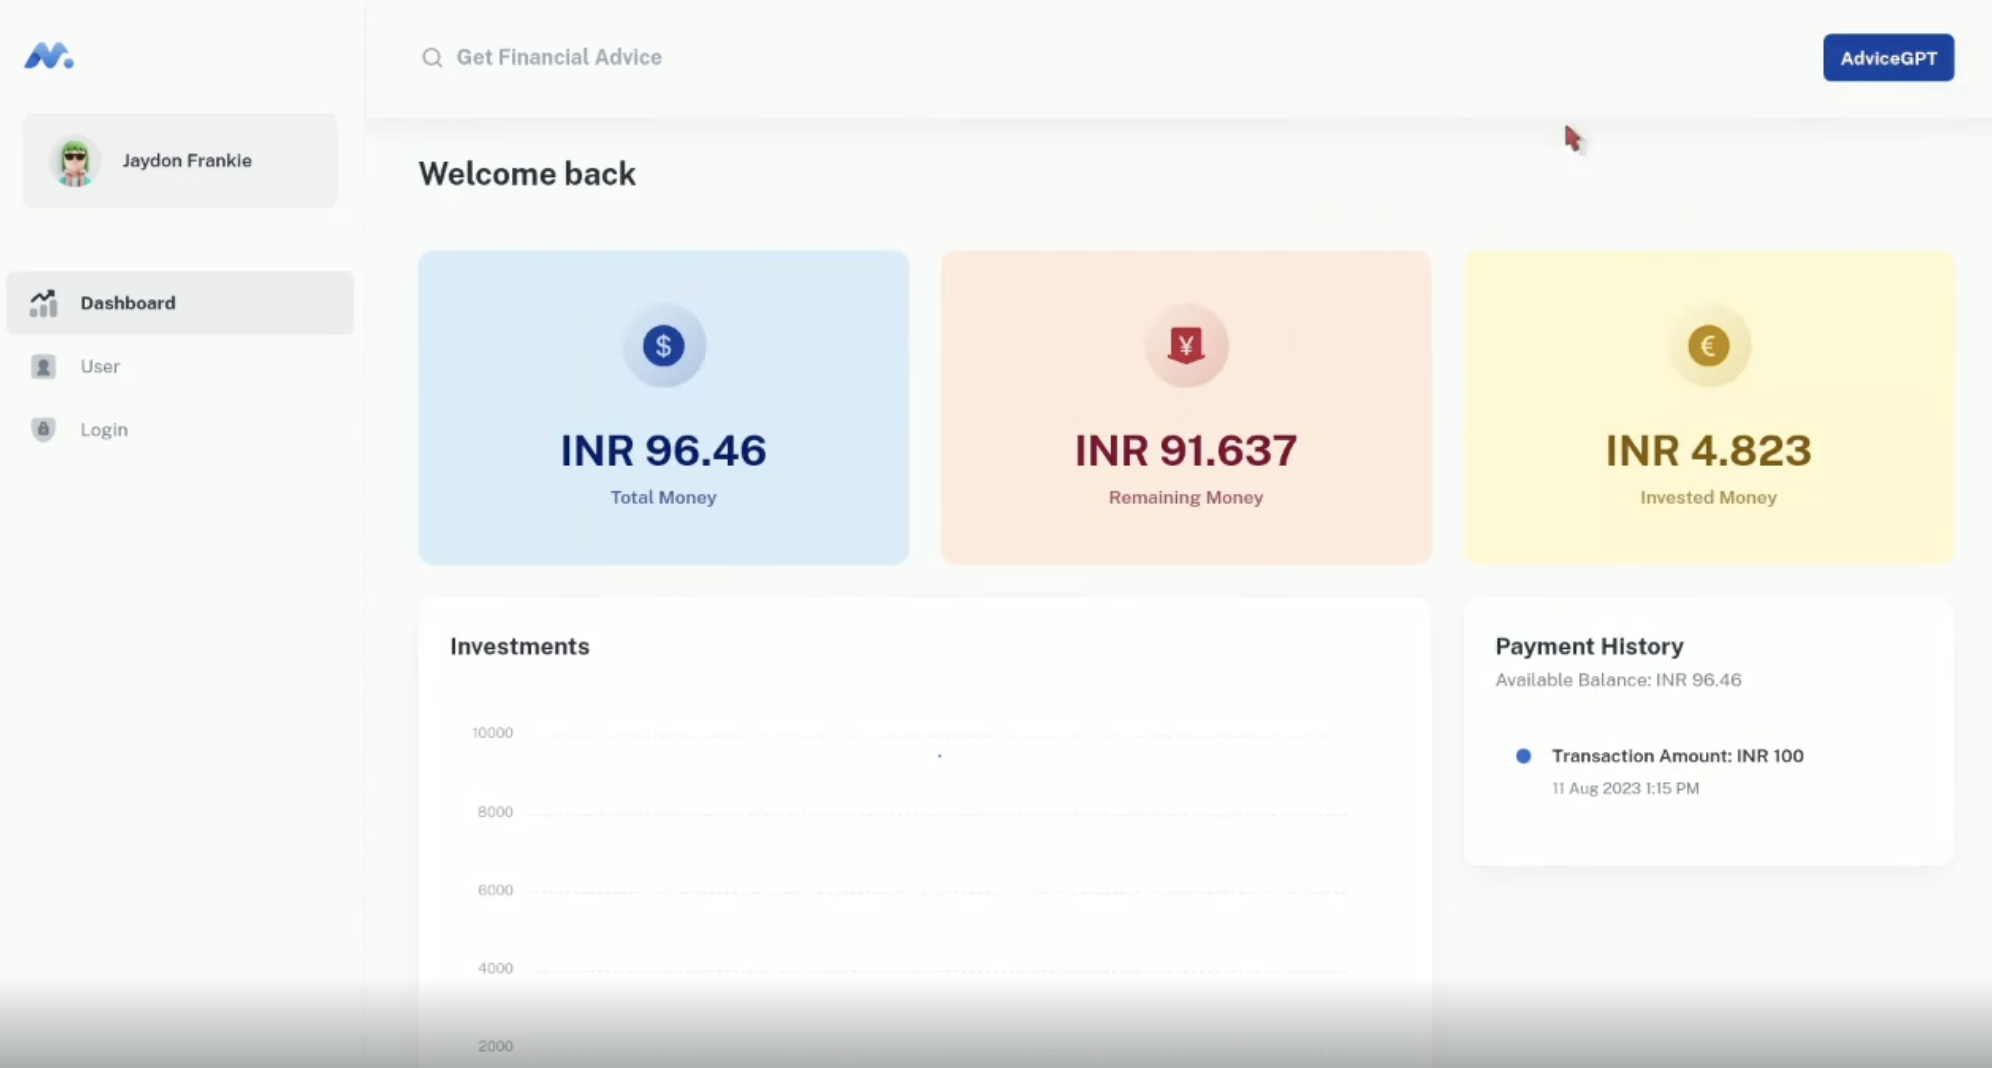 Get Financial Advice
AdviceGPT
Jaydon Frankie
Dashboard
User
Login
Welcome back
$
INR 96.46
Total Money
¥
INR 91.637
Remaining Money
€
INR 4.823
Invested Money
Investments
10000
8000
6000
4000
2000
Payment History
Available Balance: INR 96.46
Transaction Amount: INR 100
11 Aug 2023 1:15 PM